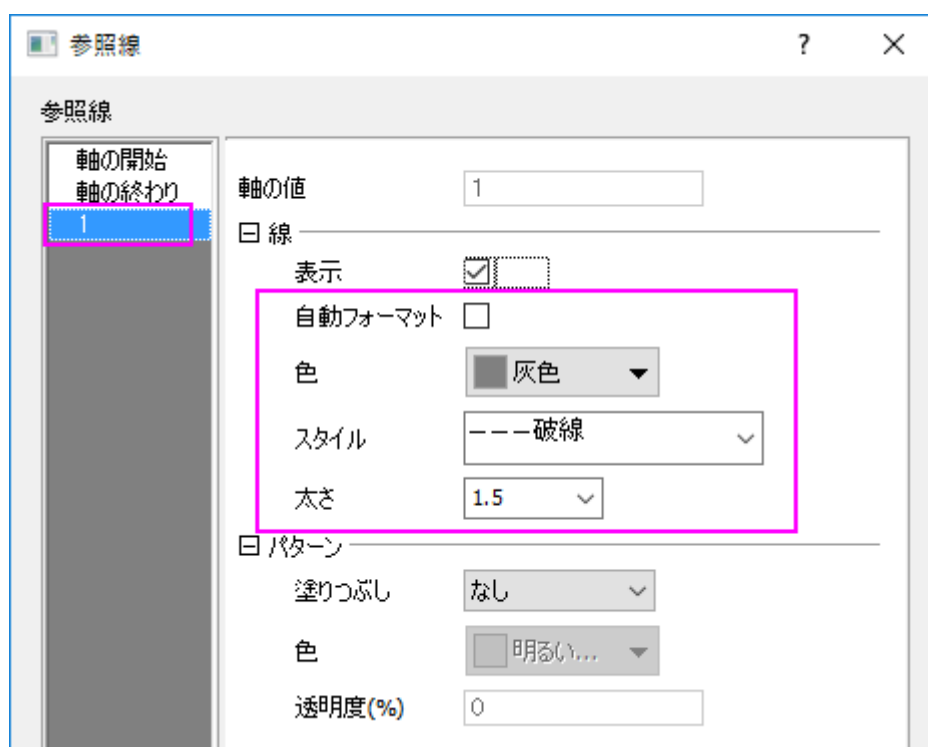 参照線 ?
参照線
軸の開始
軸の終わり
1
軸の値 1
線
表示
自動フォーマット
色 灰色
スタイル ---破線
太さ 1.5
パターン
塗りつぶし なし
色 明るい...
透明度(%) 0